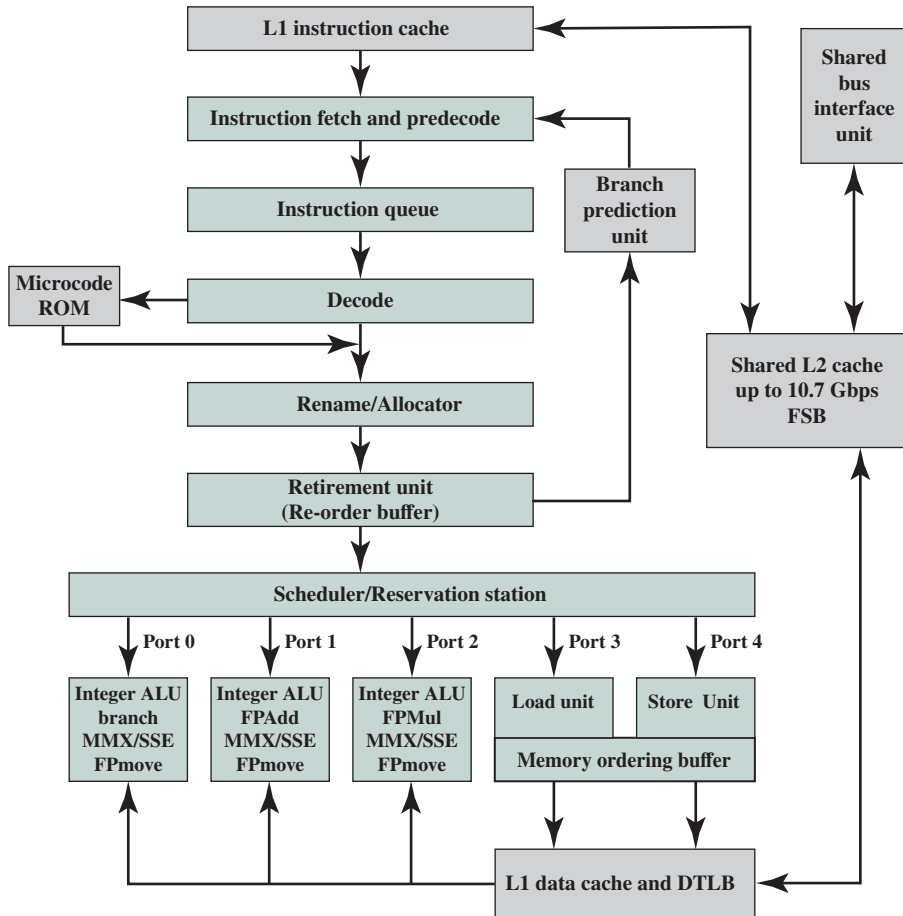 L1 instruction cache
Shared
bus
interface
unit
Instruction fetch and predecode
Branch
prediction
unit
Instruction queue
Microcode
ROM
Decode
Shared L2 cache
up to 10.7 Gbps
FSB
Rename/Allocator
Retirement unit
(Re-order buffer)
Scheduler/Reservation station
Port 0
Port 1
Port 2
Port 3
Port 4
Integer ALU
branch
MMX/SSE
FPmove
Integer ALU
FPAdd
MMX/SSE
FPmove
Integer ALU
FPMul
MMX/SSE
FPmove
Load unit
Store Unit
Memory ordering buffer
L1 data cache and DTLB